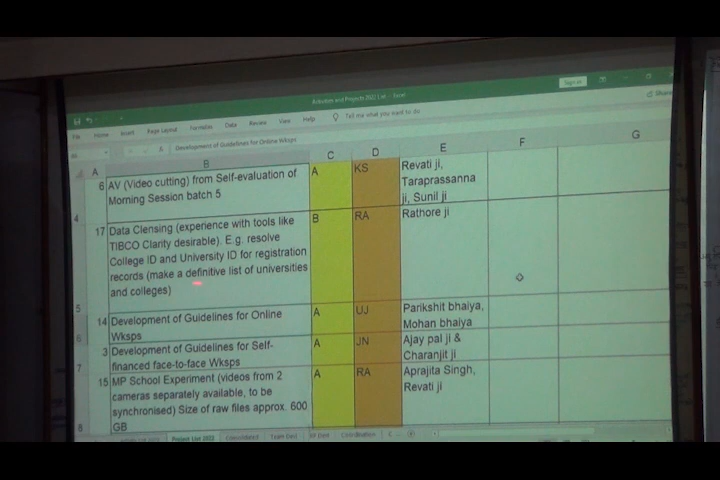 Activities and Projects 2022 List - Excel
Sign in
File Home Insert Page Layout Formulas Data Review View Help Tell me what you want to do
Share
Development of Guidelines for Online Wksps
A B C D E F G
6 AV (Video cutting) from Self-evaluation of A KS Revati ji,
Morning Session batch 5 Taraprassanna
4 ji, Sunil ji
17 Data Clensing (experience with tools like B RA Rathore ji
TIBCO Clarity desirable). E.g. resolve
College ID and University ID for registration
records (make a definitive list of universities
and colleges)
5
14 Development of Guidelines for Online A UJ Parikshit bhaiya,
6 Wksps Mohan bhaiya
3 Development of Guidelines for Self- A JN Ajay pal ji &
7 financed face-to-face Wksps Charanjit ji
15 MP School Experiment (videos from 2 A RA Aprajita Singh,
cameras separately available, to be Revati ji
synchronised) Size of raw files approx. 600
8 GB
Project List 2022 Consolidated Team Dard Coordination